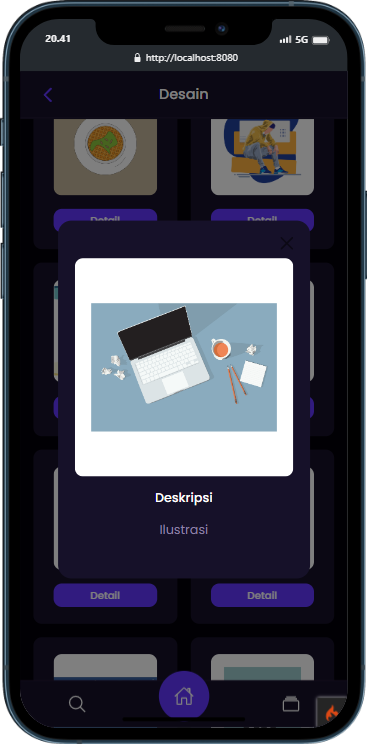 20.41
5G
http://localhost:8080
Desain
Detail
Detail
Deskripsi
Ilustrasi
Detail
Detail